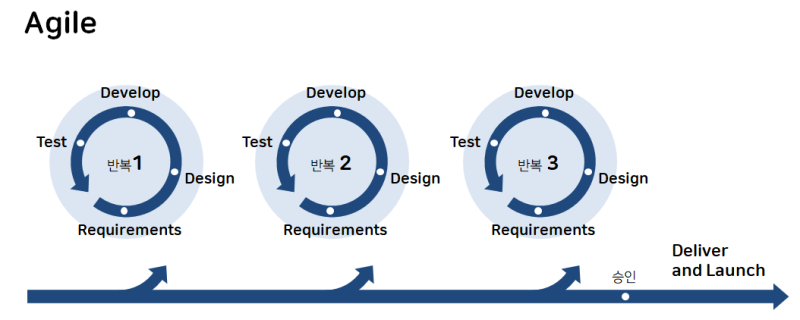 Agile
Develop
Test
반복1
Design
Requirements
Develop
Test
반복 2
Design
Requirements
Develop
Test
반복 3
Design
Requirements
승인
Deliver
and Launch